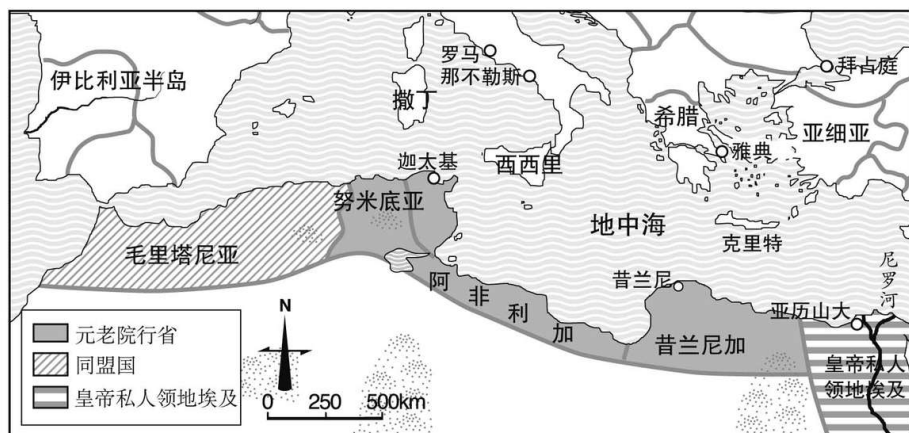 伊比利亚半岛
罗马
那不勒斯
撒丁
拜占庭
希腊
亚细亚
雅典
迦太基
西西里
努米底亚
毛里塔尼亚
地中海
克里特
尼罗河
阿非利加
昔兰尼
昔兰尼加
亚历山大
皇帝私人
领地埃及
N
元老院行省
同盟国
皇帝私人领地埃及
0 250 500km